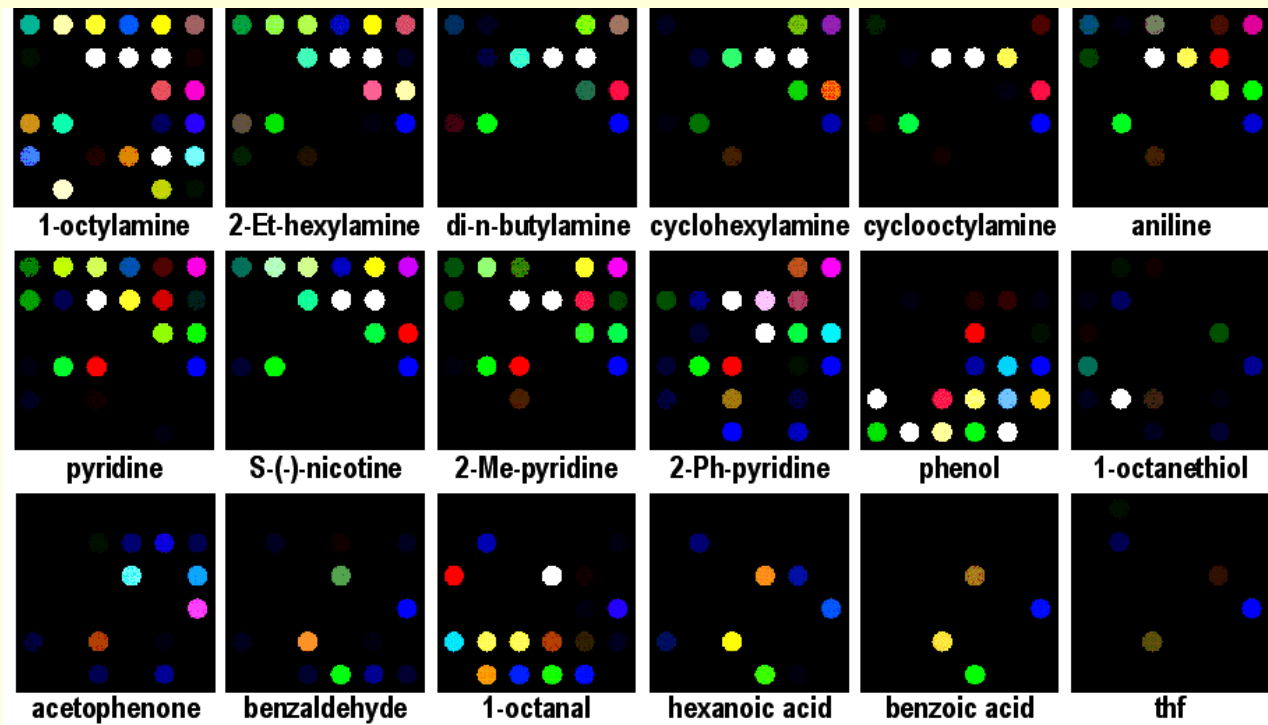 1-octylamine 2-Et-hexylamine di-n-butylamine cyclohexylamine cyclooctylamine aniline
pyridine S-(-)-nicotine 2-Me-pyridine 2-Ph-pyridine phenol 1-octanethiol
acetophenone benzaldehyde 1-octanal hexanoic acid benzoic acid thf